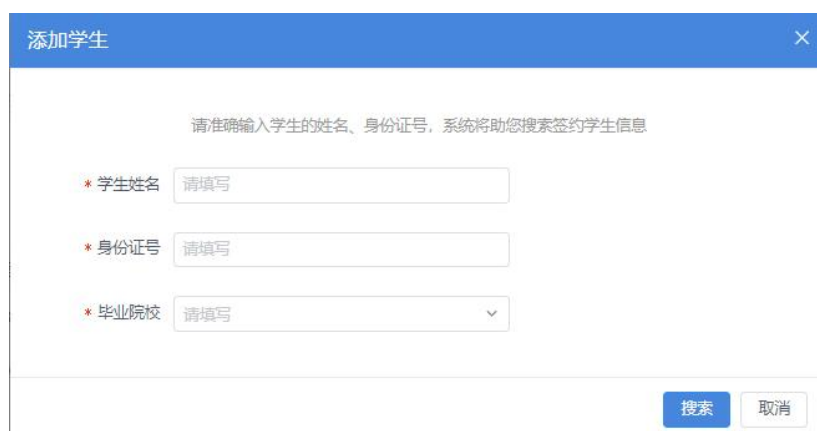 添加学生
请准确输入学生的姓名、身份证号，系统将助您搜索签约学生信息
* 学生姓名 请填写
* 身份证号 请填写
* 毕业院校 请填写
搜索 取消